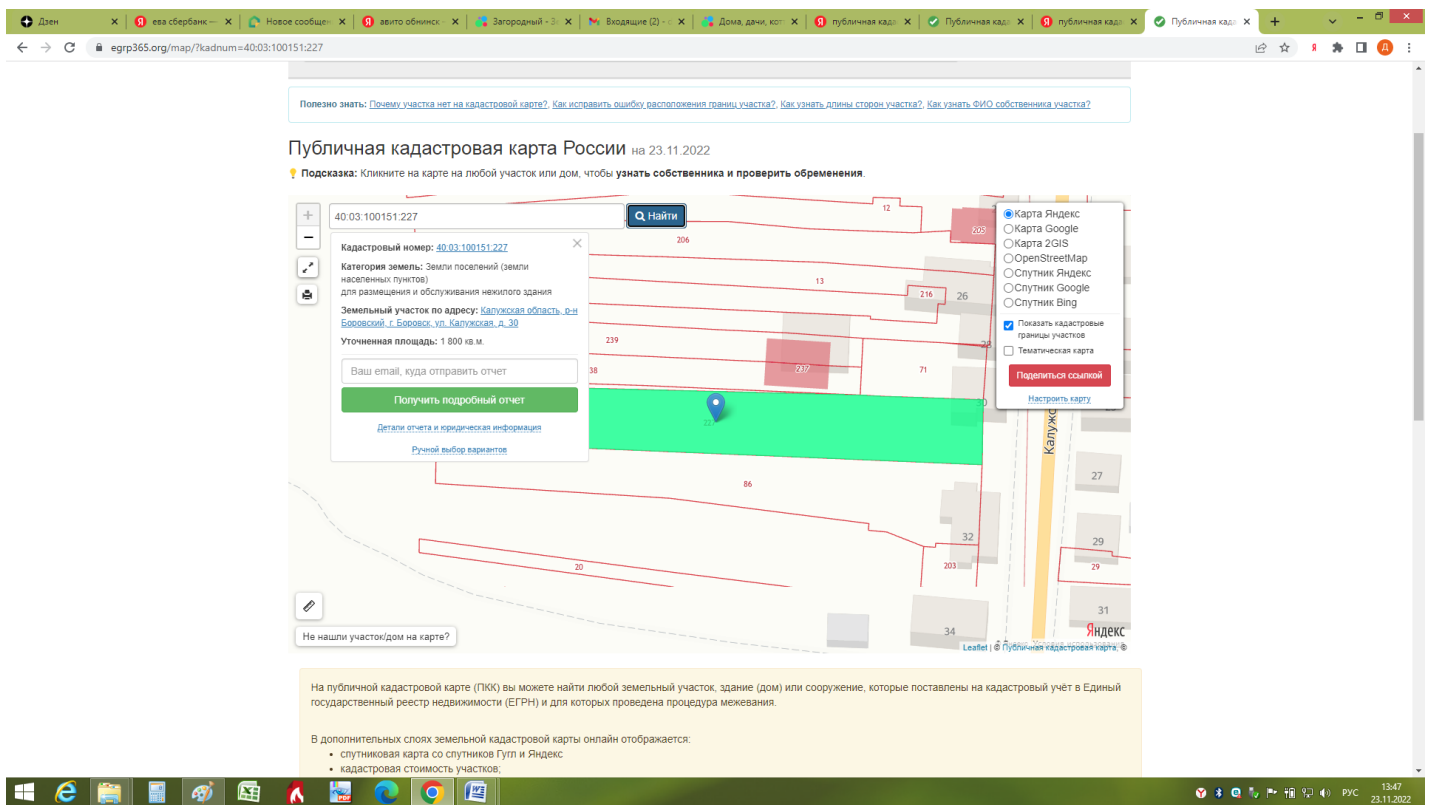 Дзен
ева сбербанк —
Новое сообщен
авито обнинск -
Загородный - З
Входящие (2) - с
Дома, дачи, кот
публичная када
Публичная када
публичная када
Публичная када
egrp365.org/map/?kadnum=40:03:100151:227
Д
Полезно знать: Почему участка нет на кадастровой карте?, Как исправить ошибку расположения границ участка?, Как узнать длины сторон участка?, Как узнать ФИО собственника участка?
Публичная кадастровая карта России на 23.11.2022
Подсказка: Кликните на карте на любой участок или дом, чтобы узнать собственника и проверить обременения.
40:03:100151:227
Найти
Кадастровый номер: 40:03:100151:227
Категория земель: Земли поселений (земли
населенных пунктов)
для размещения и обслуживания нежилого здания
Земельный участок по адресу: Калужская область, р-н
Боровский, г. Боровск, ул. Калужская, д. 30
Уточненная площадь: 1 800 кв.м.
Ваш email, куда отправить отчет
Получить подробный отчет
Детали отчета и юридическая информация
Ручной выбор вариантов
Карта Яндекс
Карта Google
Карта 2GIS
OpenStreetMap
Спутник Яндекс
Спутник Google
Спутник Bing
Показать кадастровые
границы участков
Тематическая карта
Поделиться ссылкой
Настроить карту
12
205
206
13
216
26
28
239
237
71
38
30
227
86
27
32
29
203
29
20
31
34
Калужс
Яндекс
Не нашли участок/дом на карте?
Leaflet | © Публичная кадастровая карта, ©
На публичной кадастровой карте (ПКК) вы можете найти любой земельный участок, здание (дом) или сооружение, которые поставлены на кадастровый учёт в Единый
государственный реестр недвижимости (ЕГРН) и для которых проведена процедура межевания.
В дополнительных слоях земельной кадастровой карты онлайн отображается:
• спутниковая карта со спутников Гугл и Яндекс
• кадастровая стоимость участков;
РУС
13:47
23.11.2022